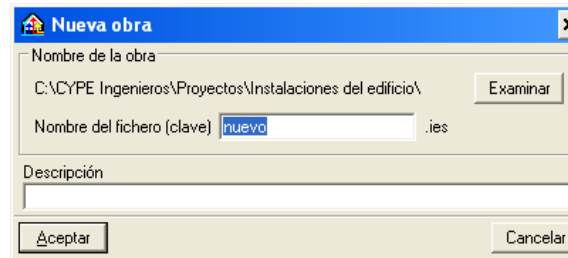 Nueva obra
Nombre de la obra
C:\CYPE Ingenieros\Proyectos\Instalaciones del edificio\ Examinar
Nombre del fichero (clave) nuevo .ies
Descripción
Aceptar Cancelar